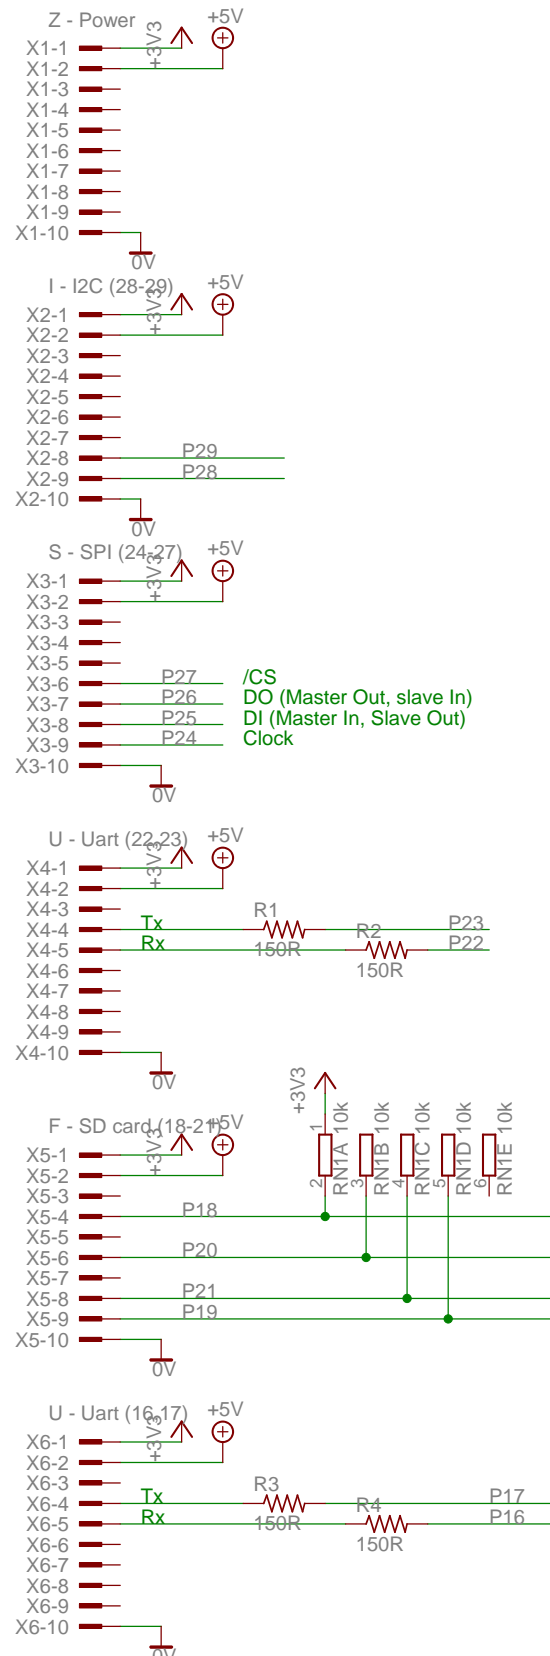 Z - Power
+5V
+3V3
X1-1
X1-2
X1-3
X1-4
X1-5
X1-6
X1-7
X1-8
X1-9
X1-10
0V
I - I2C (28-29)
+5V
+3V3
X2-1
X2-2
X2-3
X2-4
X2-5
X2-6
X2-7
X2-8 P29
X2-9 P28
X2-10
0V
S - SPI (24-27)
+5V
+3V3
X3-1
X3-2
X3-3
X3-4
X3-5
X3-6 P27 /CS
X3-7 P26 DO (Master Out, slave In)
X3-8 P25 DI (Master In, Slave Out)
X3-9 P24 Clock
X3-10
0V
U - Uart (22,23)
+5V
+3V3
X4-1
X4-2
X4-3
X4-4 Tx R1 150R P23
X4-5 Rx R2 150R P22
X4-6
X4-7
X4-8
X4-9
X4-10
0V
+3V3
F - SD card (18-21)
+5V
+3V3
1 2 RN1A 10k
3 RN1B 10k
4 RN1C 10k
5 RN1D 10k
6 RN1E 10k
X5-1
X5-2
X5-3
X5-4 P18
X5-5
X5-6 P20
X5-7
X5-8 P21
X5-9 P19
X5-10
0V
U - Uart (16,17)
+5V
+3V3
X6-1
X6-2
X6-3
X6-4 Tx R3 150R P17
X6-5 Rx R4 150R P16
X6-6
X6-7
X6-8
X6-9
X6-10
0V